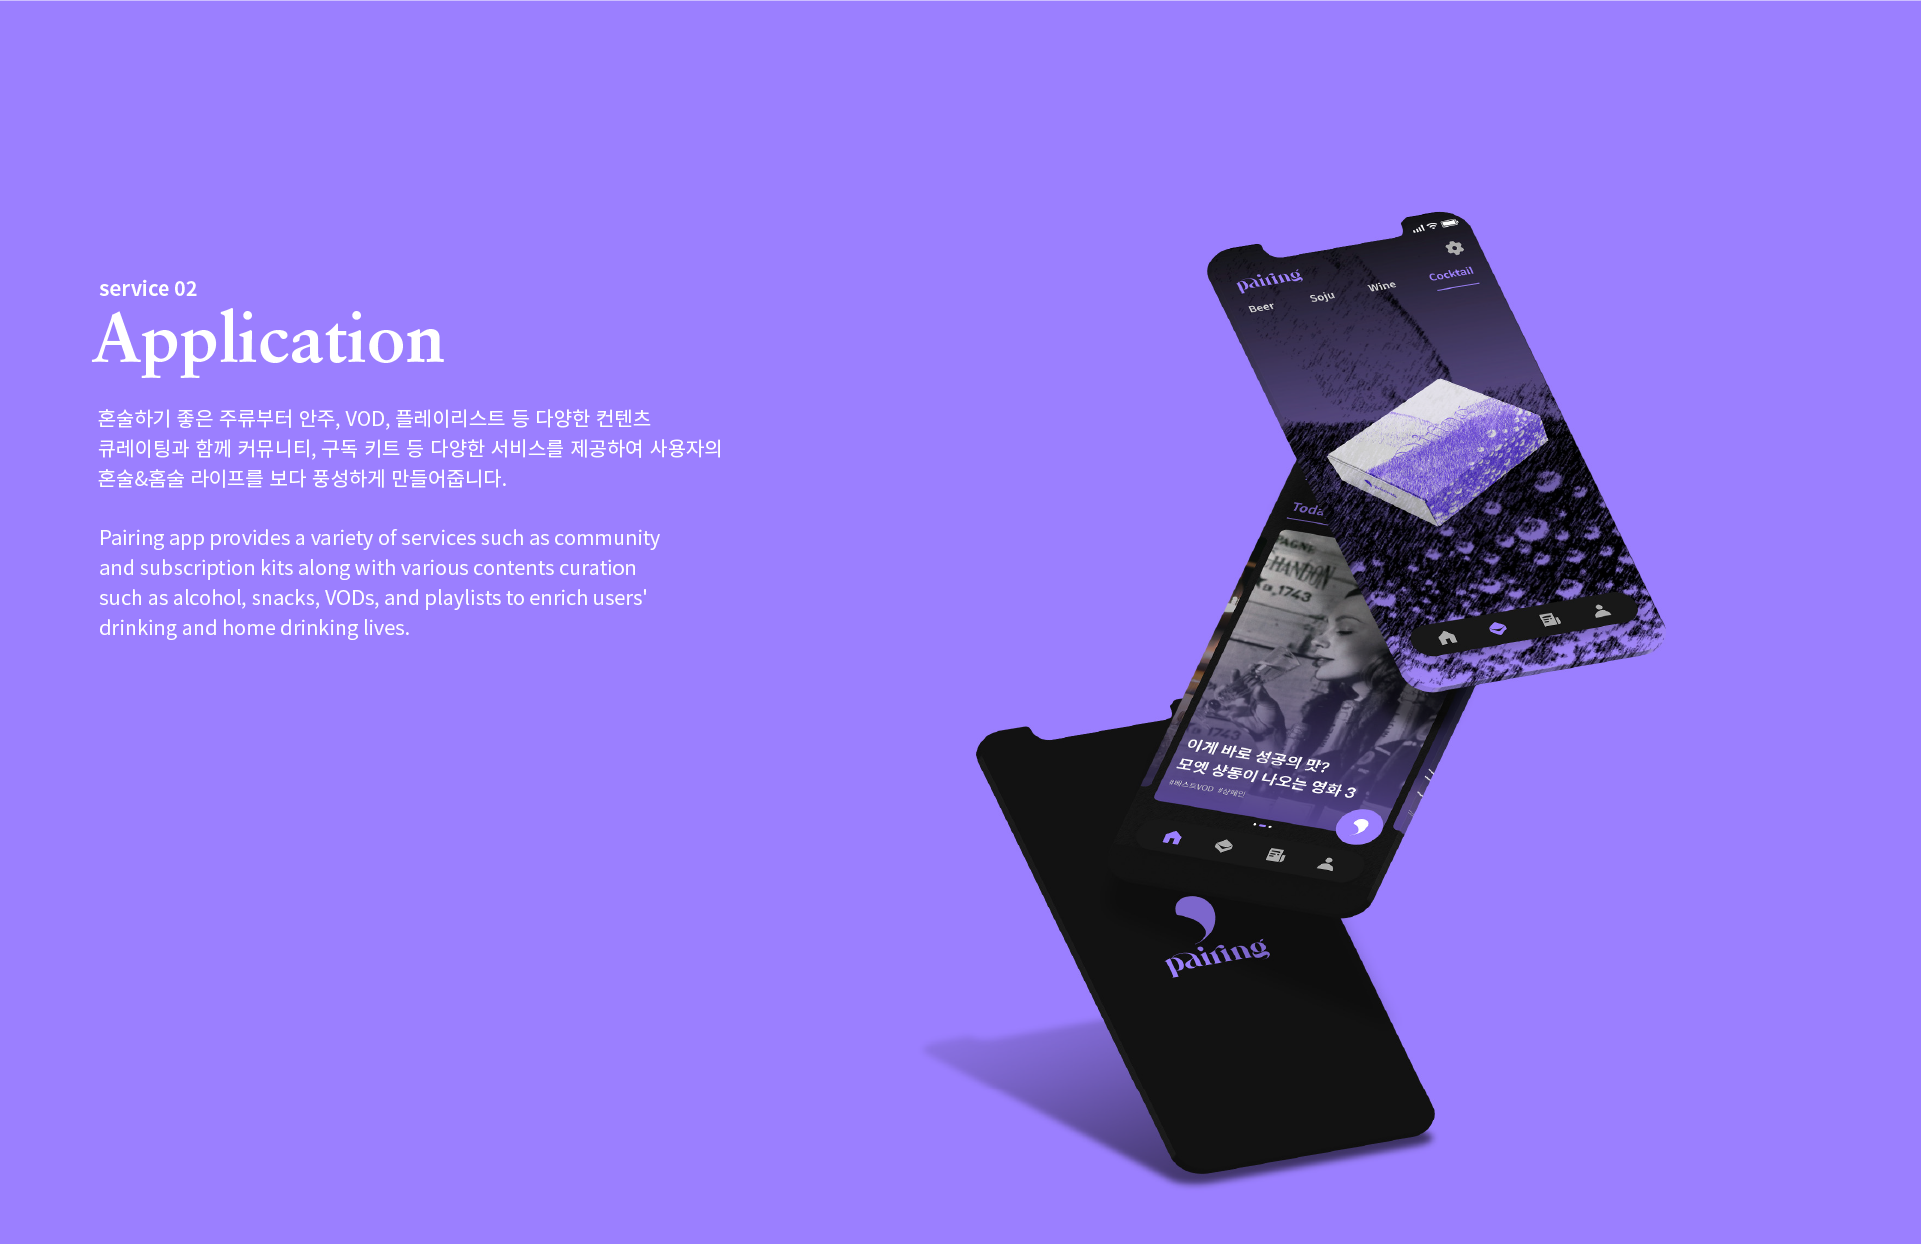 service 02
Application
혼술하기 좋은 주류부터 안주, VOD, 플레이리스트 등 다양한 컨텐츠
큐레이팅과 함께 커뮤니티, 구독 키트 등 다양한 서비스를 제공하여 사용자의
혼술&홈술 라이프를 보다 풍성하게 만들어줍니다.
Pairing app provides a variety of services such as community
and subscription kits along with various contents curation
such as alcohol, snacks, VODs, and playlists to enrich users'
drinking and home drinking lives.
pairing
Beer Soju Wine Cocktail
Toda
PAGNE
HANDON
1743
이게 바로 성공의 맛?
모엣 샹동이 나오는 영화 3
#베스트VOD #샴페인
pairing